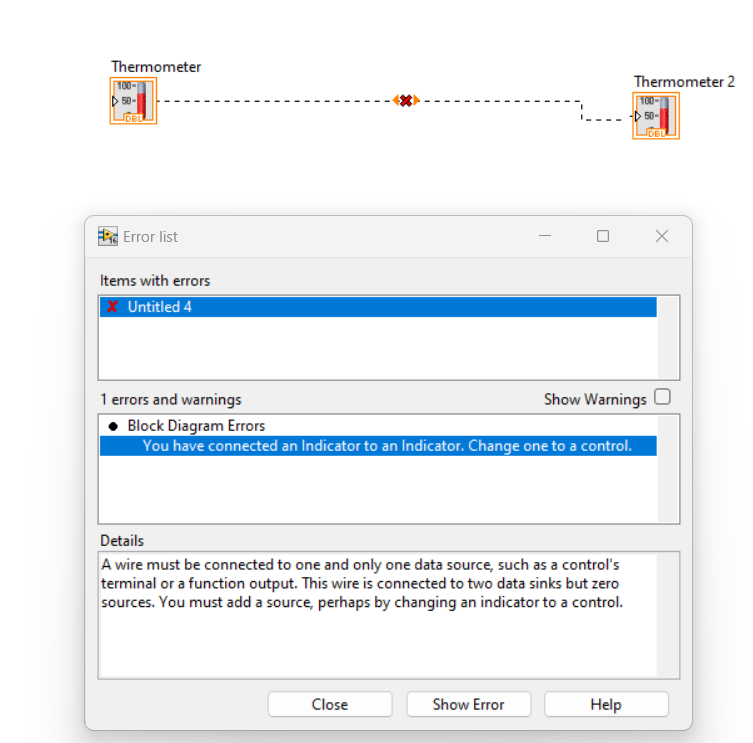 Thermometer
100
50
DBL
Thermometer 2
100
50
DBL
16
Error list
Items with errors
Untitled 4
1 errors and warnings
Show Warnings
Block Diagram Errors
You have connected an Indicator to an Indicator. Change one to a control.
Details
A wire must be connected to one and only one data source, such as a control's
terminal or a function output. This wire is connected to two data sinks but zero
sources. You must add a source, perhaps by changing an indicator to a control.
Close
Show Error
Help